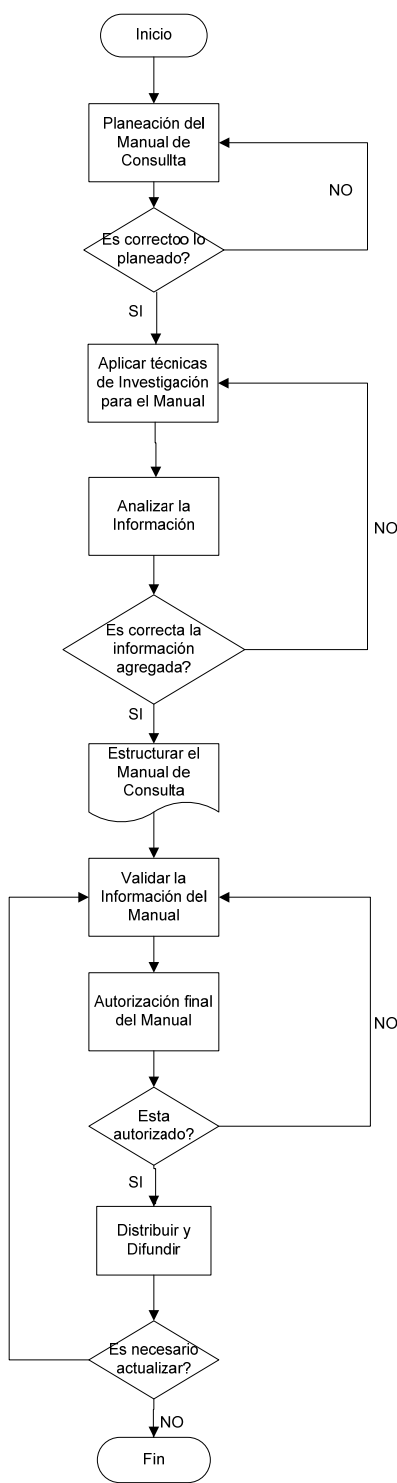 Inicio
Planeación del
Manual de
Consullta
NO
Es correctoo lo
planeado?
SI
Aplicar técnicas
de Investigación
para el Manual
Analizar la
Información
NO
Es correcta la
información
agregada?
SI
Estructurar el
Manual de
Consulta
Validar la
Información del
Manual
Autorización final
del Manual
NO
Esta
autorizado?
SI
Distribuir y
Difundir
Es necesario
actualizar?
NO
Fin